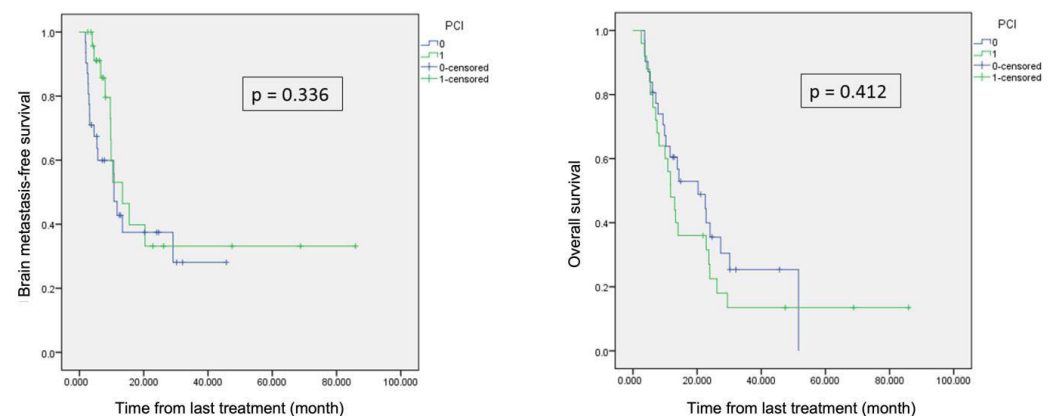 PCI
0
1
0-censored
1-censored
p = 0.336
Brain metastasis-free survival
1.0
0.8
0.6
0.4
0.2
0.0
0.000 20.000 40.000 60.000 80.000 100.000
Time from last treatment (month)
PCI
0
1
0-censored
1-censored
p = 0.412
Overall survival
1.0
0.8
0.6
0.4
0.2
0.0
0.000 20.000 40.000 60.000 80.000 100.000
Time from last treatment (month)